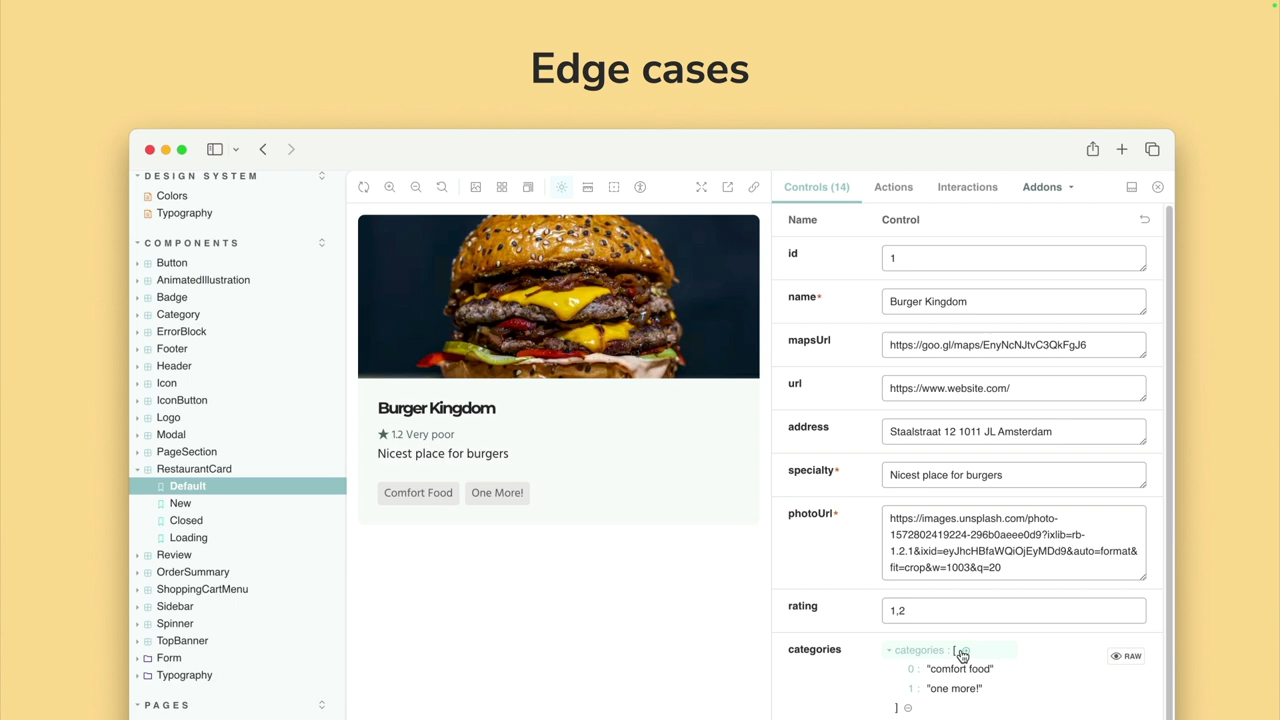 Edge cases
DESIGN SYSTEM
Colors
Typography
COMPONENTS
Button
AnimatedIllustration
Badge
Category
ErrorBlock
Footer
Header
Icon
IconButton
Logo
Modal
PageSection
RestaurantCard
Default
New
Closed
Loading
Review
OrderSummary
ShoppingCartMenu
Sidebar
Spinner
TopBanner
Form
Typography
PAGES
Burger Kingdom
★ 1.2 Very poor
Nicest place for burgers
Comfort Food One More!
Controls (14) Actions Interactions Addons
Name Control
id 1
name* Burger Kingdom
mapsUrl https://goo.gl/maps/EnyNcNJtvC3QkFgJ6
url https://www.website.com/
address Staalstraat 12 1011 JL Amsterdam
specialty* Nicest place for burgers
photoUrl* https://images.unsplash.com/photo-
1572802419224-296b0aeee0d9?ixlib=rb-
1.2.1&ixid=eyJhcHBfaWQiOjEyMDd9&auto=format&
fit=crop&w=1003&q=20
rating 1,2
categories categories : [
RAW
0 : "comfort food"
1 : "one more!"
]